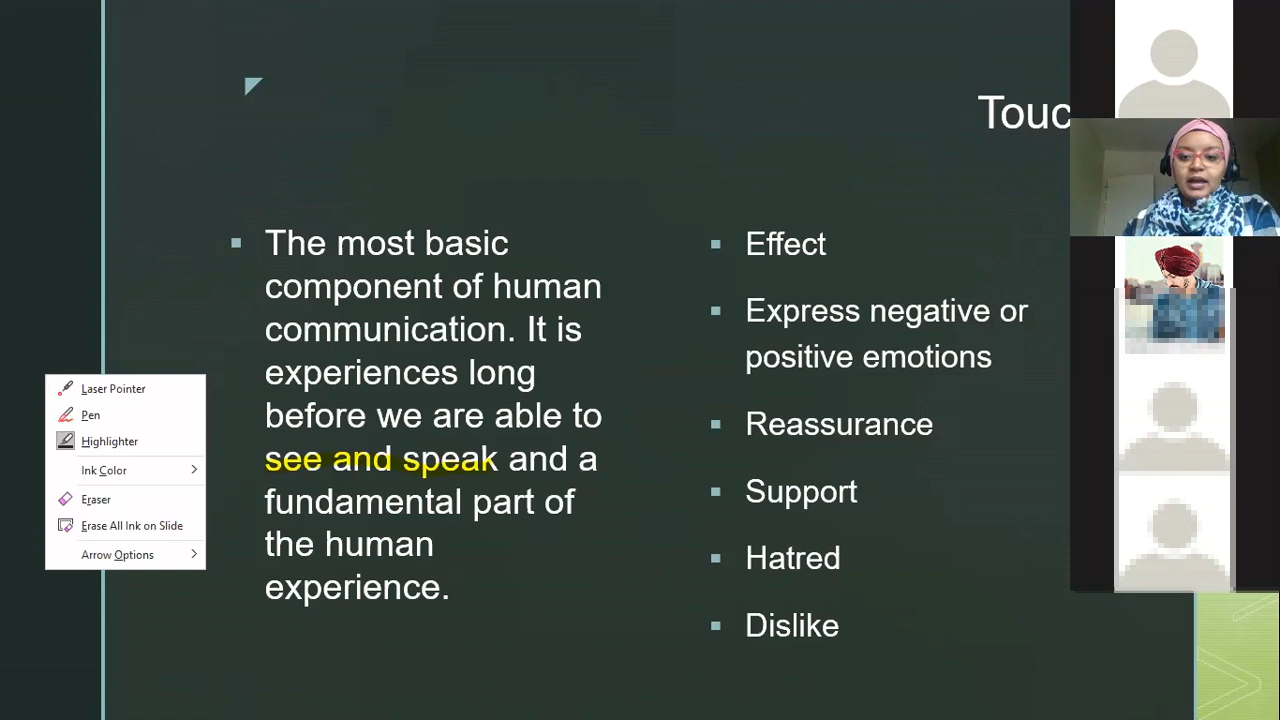 Touc
The most basic
component of human
communication. It is
experiences long
before we are able to
see and speak and a
fundamental part of
the human
experience.
Effect
Express negative or
positive emotions
Reassurance
Support
Hatred
Dislike
Laser Pointer
Pen
Highlighter
Ink Color
Eraser
Erase All Ink on Slide
Arrow Options